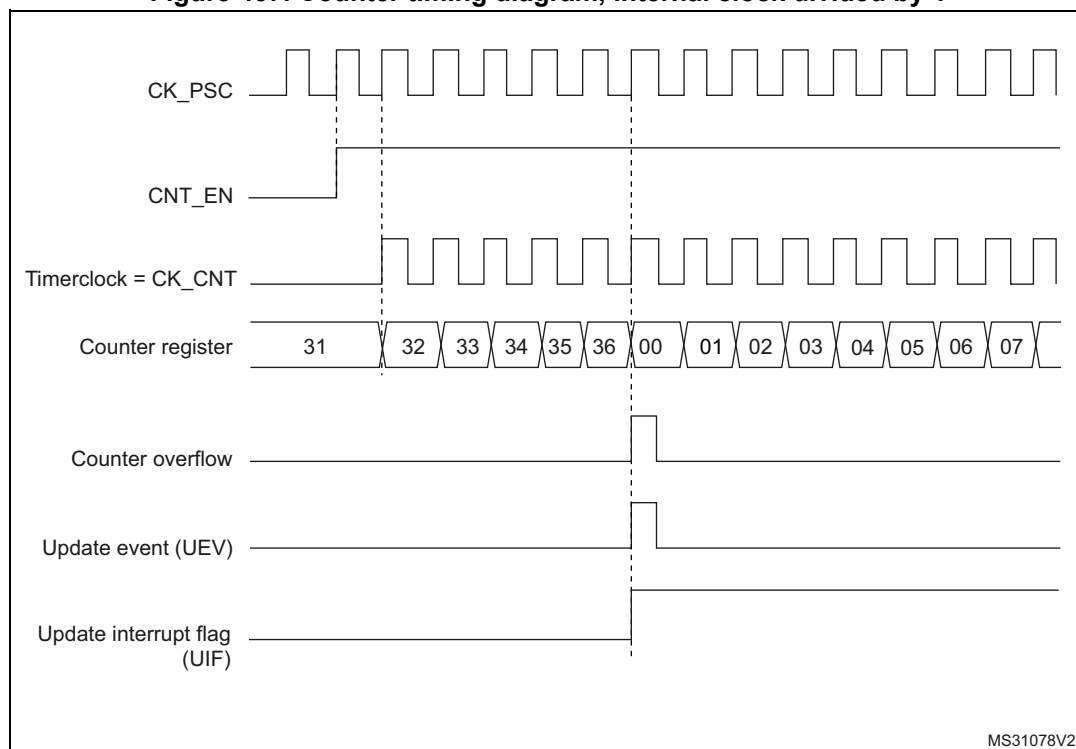 CK_PSC
CNT_EN
Timerclock = CK_CNT
Counter register 31 32 33 34 35 36 00 01 02 03 04 05 06 07
Counter overflow
Update event (UEV)
Update interrupt flag
(UIF)
MS31078V2